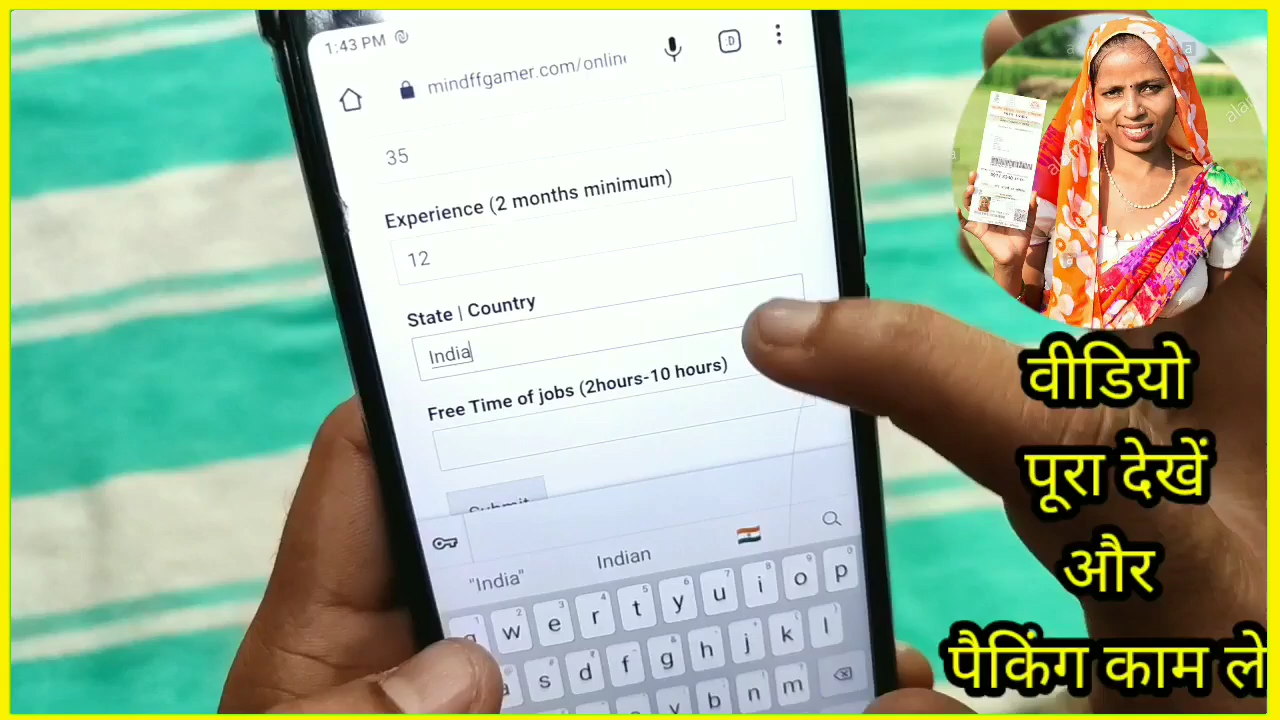 1:43 PM
mindffgamer.com/onlin
35
Experience (2 months minimum)
12
State | Country
India
Free Time of jobs (2hours-10 hours)
Submit
"India" Indian
w e r t y u i o p
a s d f g h j k l
v b n m
वीडियो
पूरा देखें
और
पैकिंग काम ले